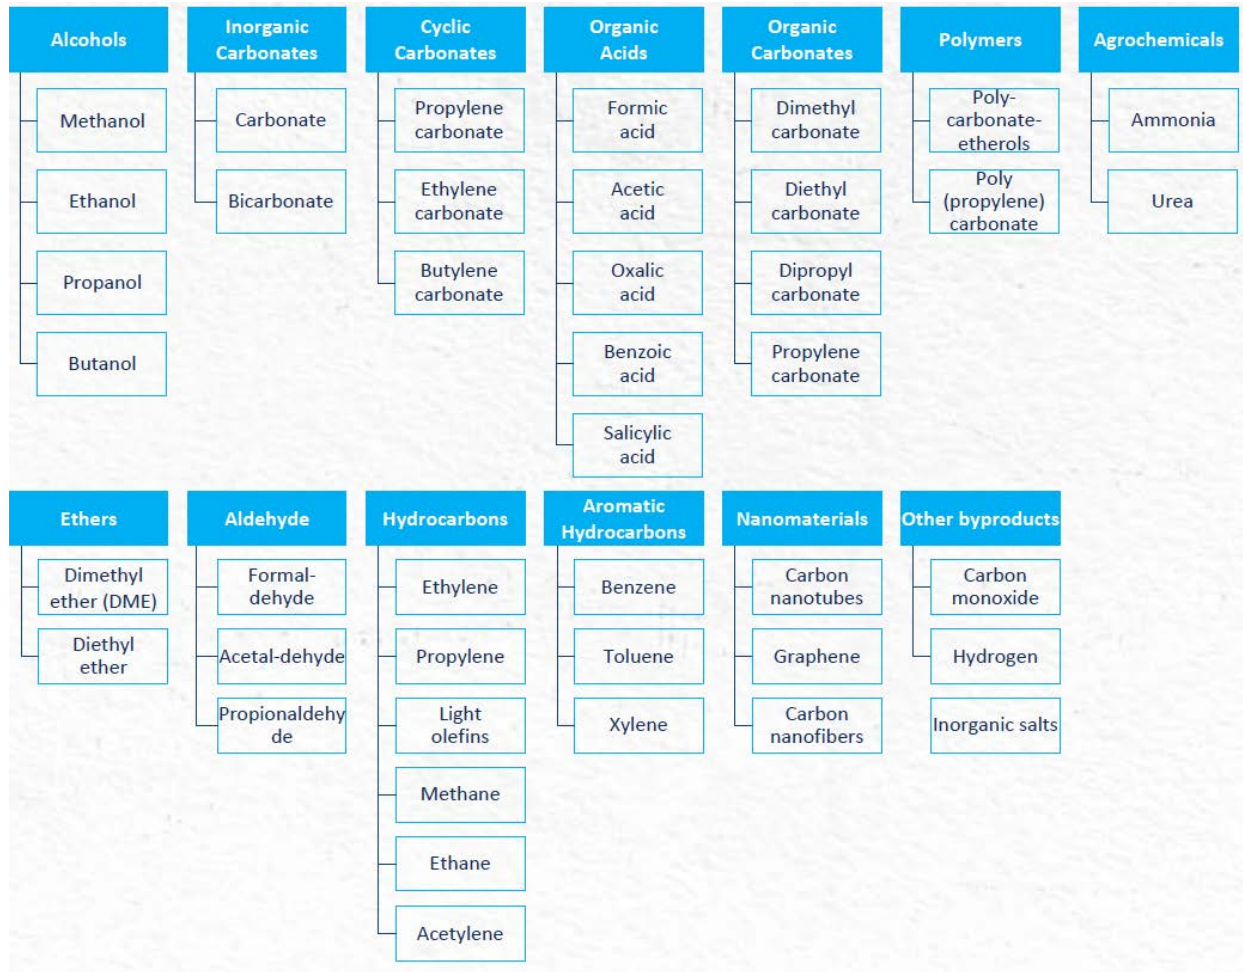 Alcohols
Methanol
Ethanol
Propanol
Butanol
Inorganic
Carbonates
Carbonate
Bicarbonate
Cyclic
Carbonates
Propylene
carbonate
Ethylene
carbonate
Butylene
carbonate
Organic
Acids
Formic
acid
Acetic
acid
Oxalic
acid
Benzoic
acid
Salicylic
acid
Organic
Carbonates
Dimethyl
carbonate
Diethyl
carbonate
Dipropyl
carbonate
Propylene
carbonate
Polymers
Poly-
carbonate-
etherols
Poly
(propylene)
carbonate
Agrochemicals
Ammonia
Urea
Ethers
Dimethyl
ether (DME)
Diethyl
ether
Aldehyde
Formal-
dehyde
Acetal-dehyde
Propionaldehy
de
Hydrocarbons
Ethylene
Propylene
Light
olefins
Methane
Ethane
Acetylene
Aromatic
Hydrocarbons
Benzene
Toluene
Xylene
Nanomaterials
Carbon
nanotubes
Graphene
Carbon
nanofibers
Other byproducts
Carbon
monoxide
Hydrogen
Inorganic salts